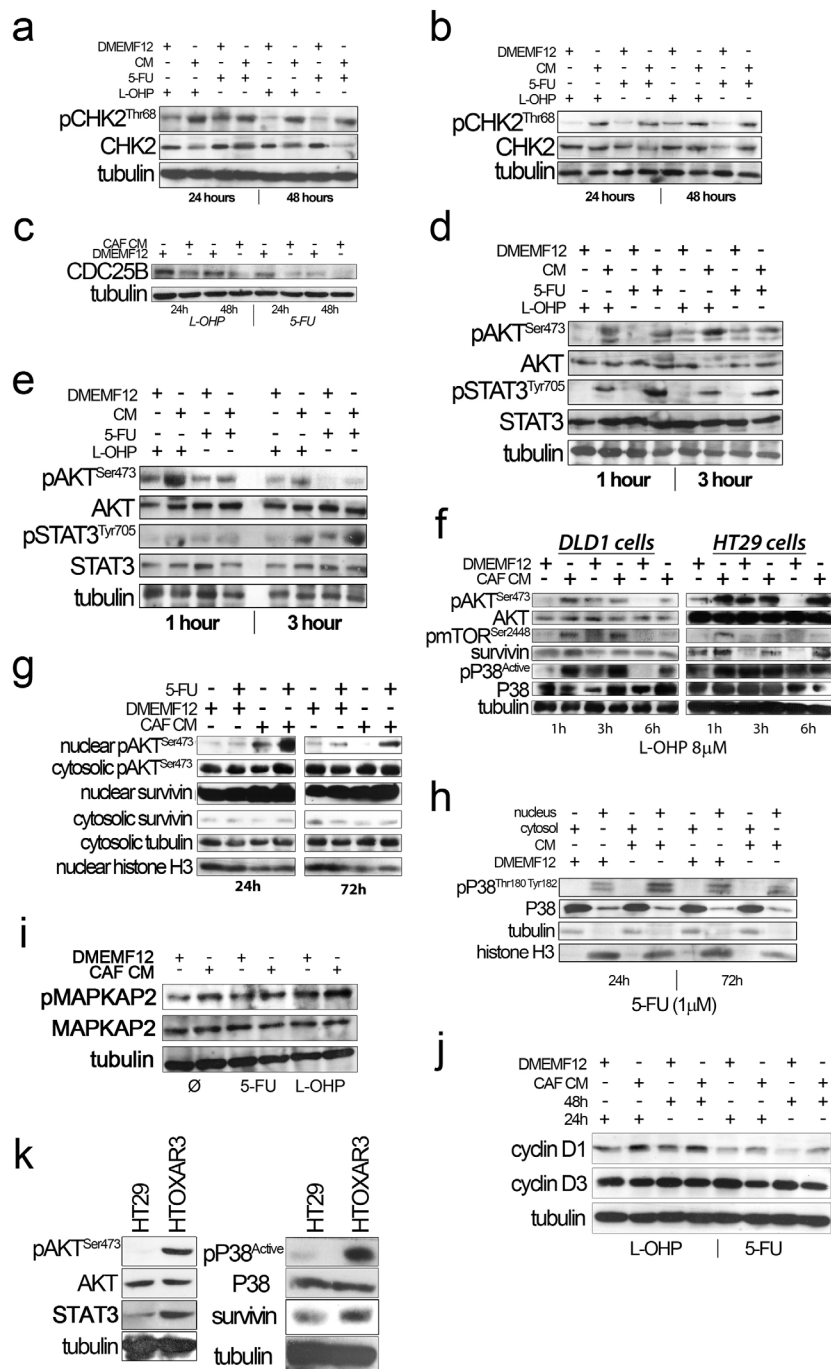 a
DMEMF12 + - + - + - + -
CM - + - + - + - +
5-FU - - + + - - + +
L-OHP + + - - + + - -
pCHK2Thr68
CHK2
tubulin
24 hours | 48 hours
b
DMEMF12 + - + - + - + -
CM - + - + - + - +
5-FU - - + + - - + +
L-OHP + + - - + + - -
pCHK2Thr68
CHK2
tubulin
24 hours | 48 hours
c
CAF CM - + - + - + - +
DMEMF12 + - + - + - + -
CDC25B
tubulin
24h 48h 24h 48h
L-OHP | 5-FU
d
DMEMF12 + - + - + - + -
CM - + - + - + - +
5-FU - - + + - - + +
L-OHP + + - - + + - -
pAKTSer473
AKT
pSTAT3Tyr705
STAT3
tubulin
1 hour | 3 hour
e
DMEMF12 + - + - + - + -
CM - + - + - + - +
5-FU - - + + - - + +
L-OHP + + - - + + - -
pAKTSer473
AKT
pSTAT3Tyr705
STAT3
tubulin
1 hour | 3 hour
f
DLD1 cells HT29 cells
DMEMF12 + - + - + - + - + - + -
CAF CM - + - + - + - + - + - +
pAKTSer473
AKT
pmTORSer2448
survivin
pP38Active
P38
tubulin
1h 3h 6h 1h 3h 6h
L-OHP 8μM
g
5-FU - + - + - + - +
DMEMF12 + + - - + + - -
CAF CM - - + + - - + +
nuclear pAKTSer473
cytosolic pAKTSer473
nuclear survivin
cytosolic survivin
cytosolic tubulin
nuclear histone H3
24h 72h
h
nucleus - + - + - + - +
cytosol + - + - + - + -
CM - - + + - - + +
DMEMF12 + + - - + + - -
pP38Thr180 Tyr182
P38
tubulin
histone H3
24h | 72h
5-FU (1μM)
i
DMEMF12 + - + - + -
CAF CM - + - + - +
pMAPKAP2
MAPKAP2
tubulin
Ø 5-FU L-OHP
j
DMEMF12 + - + - + - + -
CAF CM - + - + - + - +
48h - - + + - - + +
24h + + - - + + - -
cyclin D1
cyclin D3
tubulin
L-OHP | 5-FU
k
HT29 HTOXAR3
pAKTSer473
AKT
STAT3
tubulin
HT29 HTOXAR3
pP38Active
P38
survivin
tubulin